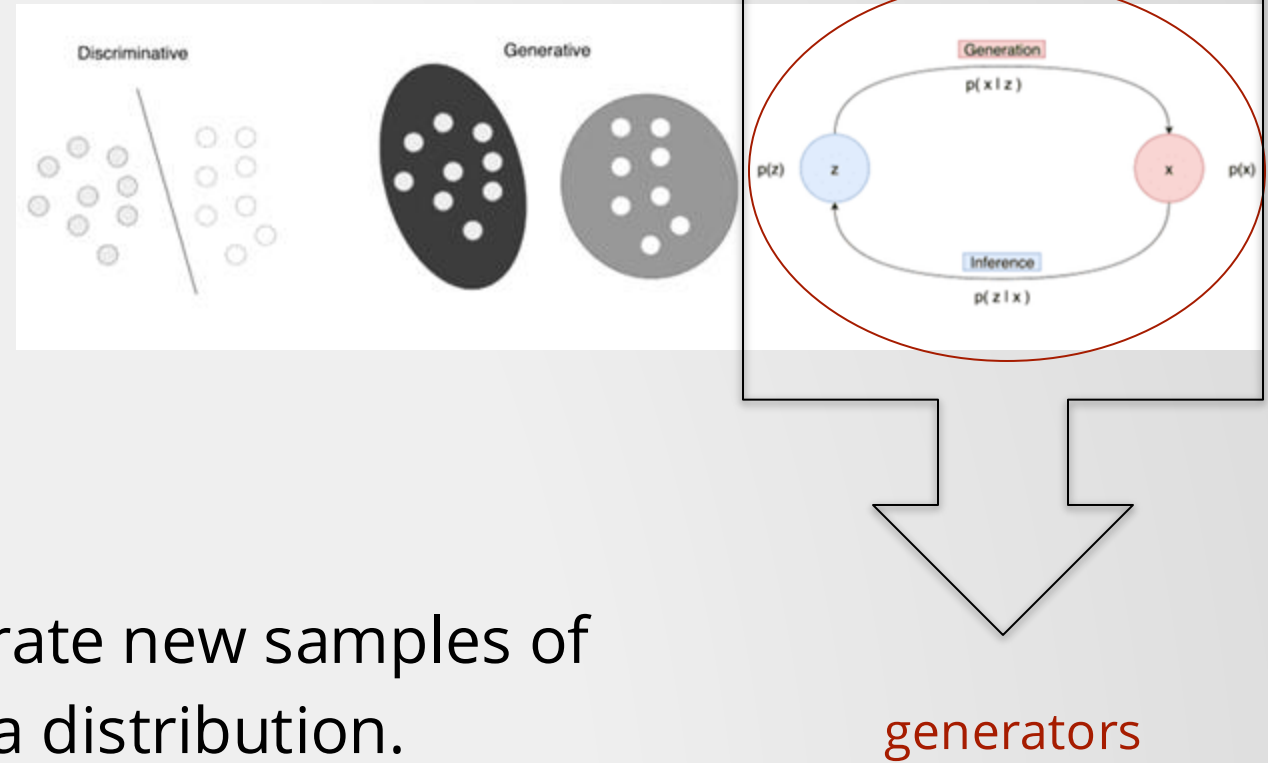 Discriminative
Generative
Generation
p( x | z )
p(z)
z
x
p(x)
Inference
p( z | x )
rate new samples of
a distribution.
generators